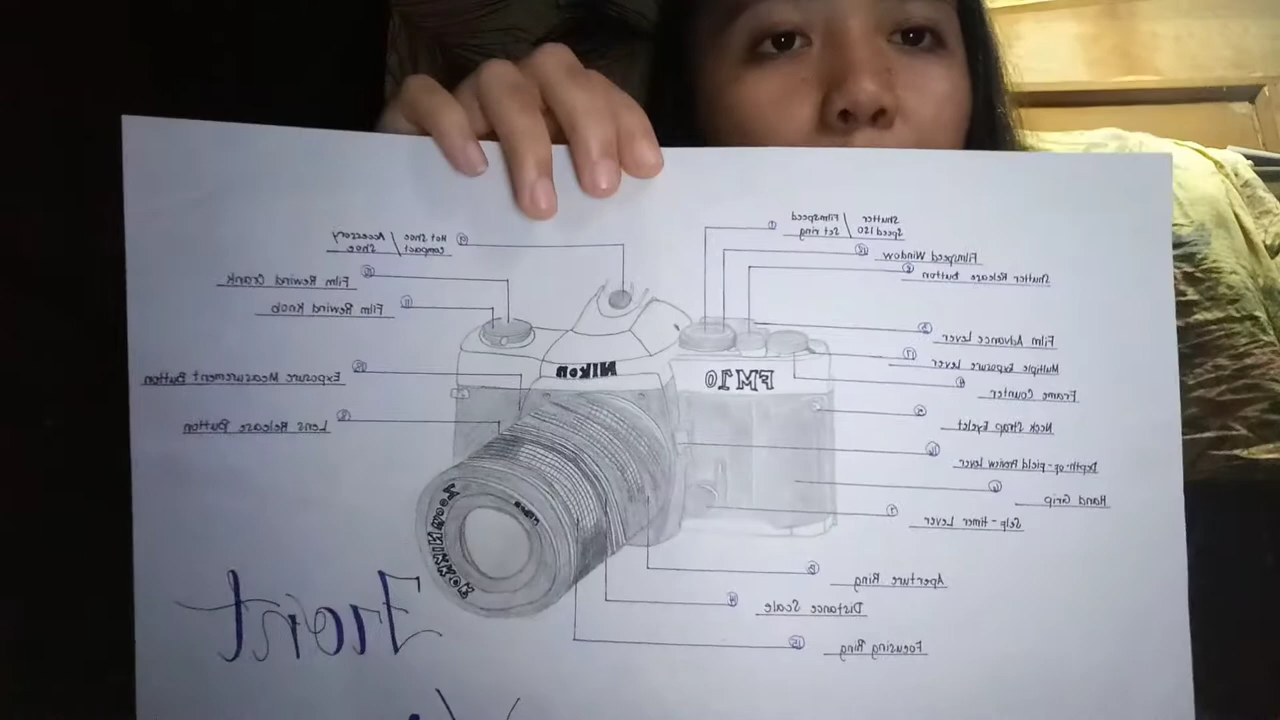 Shutter / Filmspeed
Speed ISO / Set ring
Filmspeed Window
Shutter Release button
Film Advance Lever
Multiple Exposure Lever
Frame Counter
Neck Strap Eyelet
Depth-of-field Preview Lever
Hand Grip
Self-timer Lever
Aperture Ring
Distance Scale
Focusing Ring
Hot Shoe / Accessory
Compact / Shoe
Film Rewind Crank
Film Rewind Knob
Exposure Measurement Button
Lens Release Button
FM10
Nikon
Front